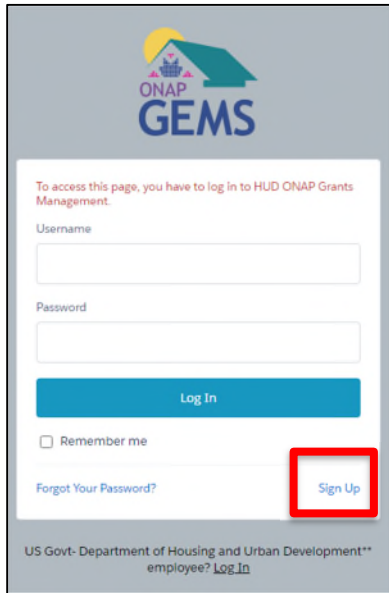 ONAP
GEMS
To access this page, you have to log in to HUD ONAP Grants
Management.
Username
Password
Log In
Remember me
Forgot Your Password?
Sign Up
US Govt- Department of Housing and Urban Development**
employee? Log In